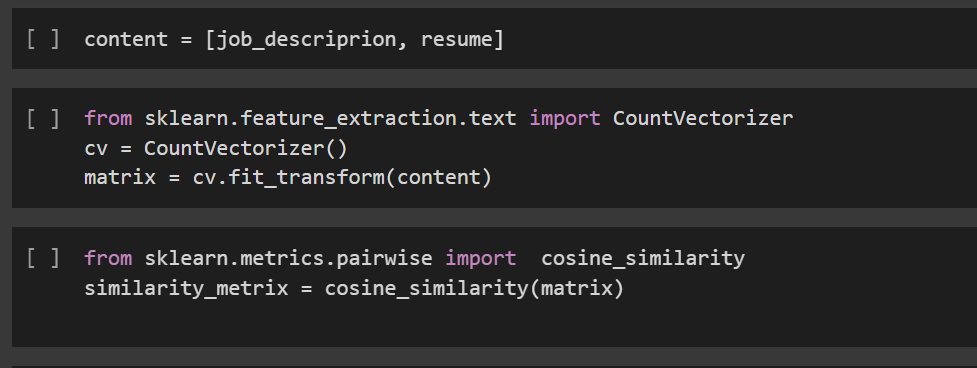 [ ] content = [job_descriprion, resume]
[ ] from sklearn.feature_extraction.text import CountVectorizer
cv = CountVectorizer()
matrix = cv.fit_transform(content)
[ ] from sklearn.metrics.pairwise import  cosine_similarity
similarity_metrix = cosine_similarity(matrix)